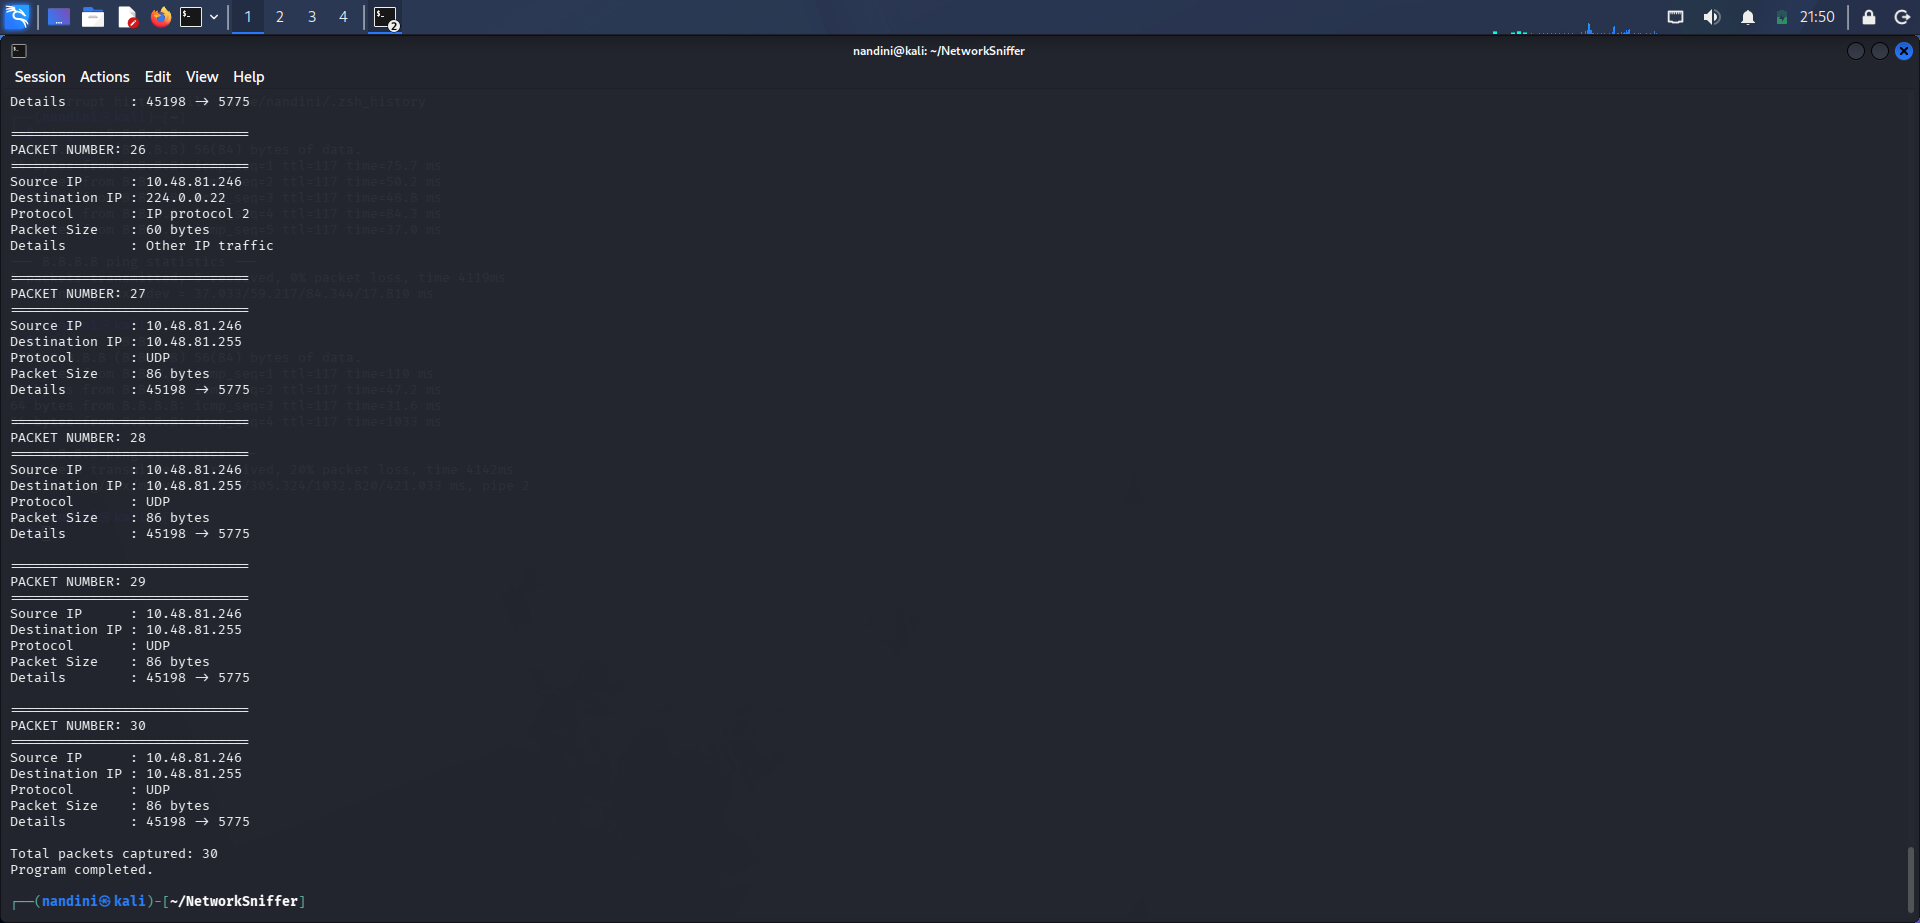 1 2 3 4 2 21:50
nandini@kali: ~/NetworkSniffer
Session Actions Edit View Help
Details : 45198 → 5775
==============================
PACKET NUMBER: 26
==============================
Source IP : 10.48.81.246
Destination IP : 224.0.0.22
Protocol : IP protocol 2
Packet Size : 60 bytes
Details : Other IP traffic
==============================
PACKET NUMBER: 27
==============================
Source IP : 10.48.81.246
Destination IP : 10.48.81.255
Protocol : UDP
Packet Size : 86 bytes
Details : 45198 → 5775
==============================
PACKET NUMBER: 28
==============================
Source IP : 10.48.81.246
Destination IP : 10.48.81.255
Protocol : UDP
Packet Size : 86 bytes
Details : 45198 → 5775
==============================
PACKET NUMBER: 29
==============================
Source IP : 10.48.81.246
Destination IP : 10.48.81.255
Protocol : UDP
Packet Size : 86 bytes
Details : 45198 → 5775
==============================
PACKET NUMBER: 30
==============================
Source IP : 10.48.81.246
Destination IP : 10.48.81.255
Protocol : UDP
Packet Size : 86 bytes
Details : 45198 → 5775
Total packets captured: 30
Program completed.
┌──(nandini㉿kali)-[~/NetworkSniffer]